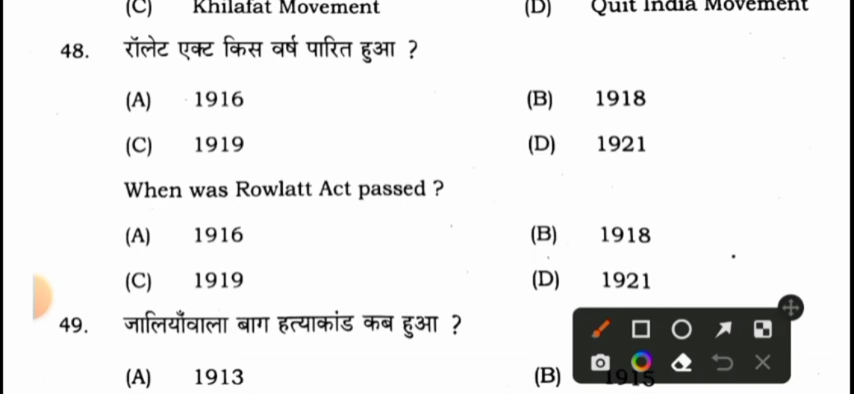 (C) Khilafat Movement (D) Quit India Movement
48. रॉलेट एक्ट किस वर्ष पारित हुआ ?
(A) 1916 (B) 1918
(C) 1919 (D) 1921
When was Rowlatt Act passed ?
(A) 1916 (B) 1918
(C) 1919 (D) 1921
49. जालियाँवाला बाग हत्याकांड कब हुआ ?
(A) 1913 (B) 1915